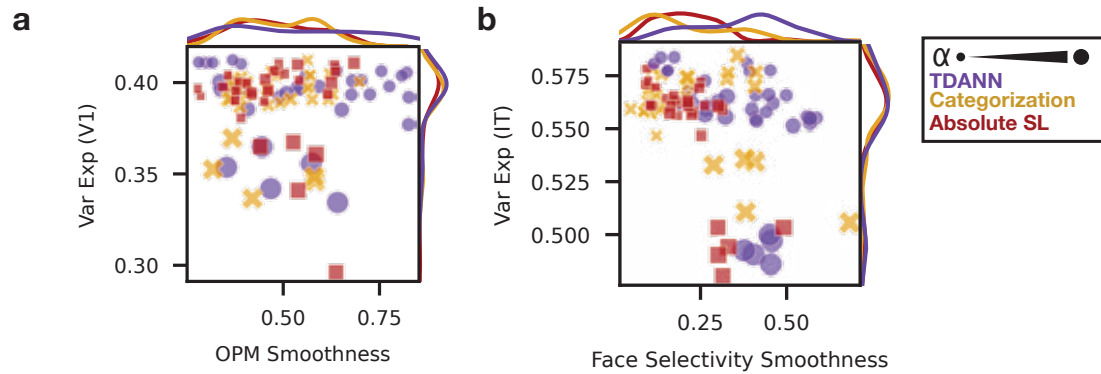 a
Var Exp (V1)
0.40
0.35
0.30
0.50
0.75
OPM Smoothness
b
Var Exp (IT)
0.575
0.550
0.525
0.500
0.25
0.50
Face Selectivity Smoothness
α
TDANN
Categorization
Absolute SL